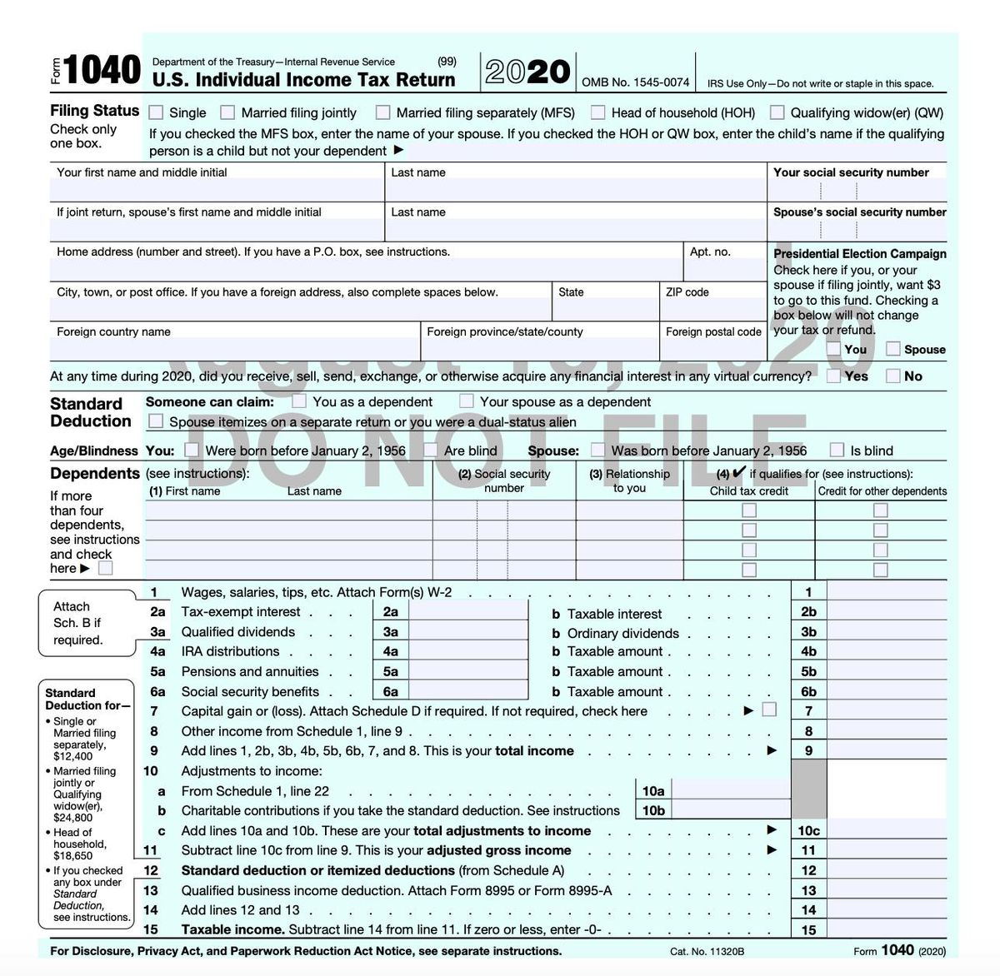 Form 1040 Department of the Treasury—Internal Revenue Service (99) U.S. Individual Income Tax Return 2020 OMB No. 1545-0074 IRS Use Only—Do not write or staple in this space.
Filing Status Check only one box. Single Married filing jointly Married filing separately (MFS) Head of household (HOH) Qualifying widow(er) (QW)
If you checked the MFS box, enter the name of your spouse. If you checked the HOH or QW box, enter the child's name if the qualifying
person is a child but not your dependent ▶
Your first name and middle initial Last name Your social security number
If joint return, spouse's first name and middle initial Last name Spouse's social security number
Home address (number and street). If you have a P.O. box, see instructions. Apt. no.
City, town, or post office. If you have a foreign address, also complete spaces below. State ZIP code
Foreign country name Foreign province/state/county Foreign postal code
Presidential Election Campaign
Check here if you, or your
spouse if filing jointly, want $3
to go to this fund. Checking a
box below will not change
your tax or refund.
You Spouse
At any time during 2020, did you receive, sell, send, exchange, or otherwise acquire any financial interest in any virtual currency? Yes No
DO NOT FILE
Standard Deduction
Someone can claim: You as a dependent Your spouse as a dependent
Spouse itemizes on a separate return or you were a dual-status alien
Age/Blindness You: Were born before January 2, 1956 Are blind Spouse: Was born before January 2, 1956 Is blind
Dependents (see instructions): (2) Social security number (3) Relationship to you (4) ✔ if qualifies for (see instructions):
(1) First name Last name Child tax credit Credit for other dependents
If more
than four
dependents,
see instructions
and check
here ▶
1 Wages, salaries, tips, etc. Attach Form(s) W-2 . . . . . . . . . . . . . . . . 1
Attach
Sch. B if
required.
2a Tax-exempt interest . . . 2a b Taxable interest . . . . . 2b
3a Qualified dividends . . . 3a b Ordinary dividends . . . . . 3b
4a IRA distributions . . . . 4a b Taxable amount . . . . . . 4b
5a Pensions and annuities . . 5a b Taxable amount . . . . . . 5b
6a Social security benefits . . 6a b Taxable amount . . . . . . 6b
7 Capital gain or (loss). Attach Schedule D if required. If not required, check here . . . . ▶ 7
8 Other income from Schedule 1, line 9 . . . . . . . . . . . . . . . . . . . 8
9 Add lines 1, 2b, 3b, 4b, 5b, 6b, 7, and 8. This is your total income . . . . . . . . . ▶ 9
10 Adjustments to income:
a From Schedule 1, line 22 . . . . . . . . . . . . . 10a
b Charitable contributions if you take the standard deduction. See instructions 10b
c Add lines 10a and 10b. These are your total adjustments to income . . . . . . . . ▶ 10c
11 Subtract line 10c from line 9. This is your adjusted gross income . . . . . . . . . ▶ 11
12 Standard deduction or itemized deductions (from Schedule A) . . . . . . . . . . 12
13 Qualified business income deduction. Attach Form 8995 or Form 8995-A . . . . . . . . 13
14 Add lines 12 and 13 . . . . . . . . . . . . . . . . . . . . . . . . 14
15 Taxable income. Subtract line 14 from line 11. If zero or less, enter -0- . . . . . . . . . 15
Standard
Deduction for—
• Single or
Married filing
separately,
$12,400
• Married filing
jointly or
Qualifying
widow(er),
$24,800
• Head of
household,
$18,650
• If you checked
any box under
Standard
Deduction,
see instructions.
For Disclosure, Privacy Act, and Paperwork Reduction Act Notice, see separate instructions. Cat. No. 11320B Form 1040 (2020)